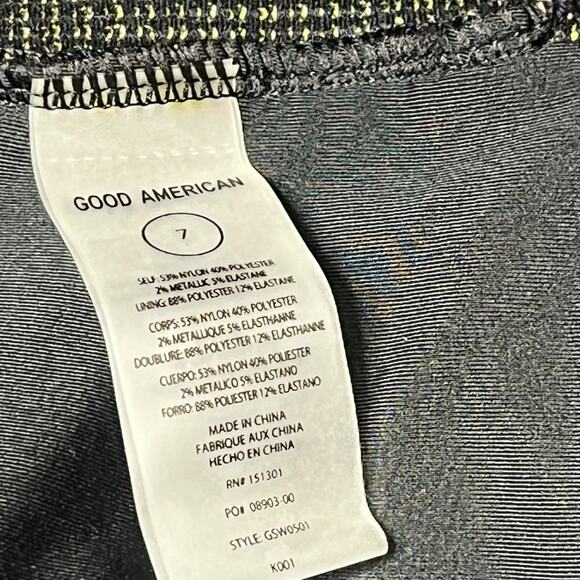 GOOD AMERICAN
7
SELF: 53% NYLON 40% POLYESTER
2% METALLIC 5% ELASTANE
LINING: 88% POLYESTER 12% ELASTANE
CORPS: 53% NYLON 40% POLYESTER
2% METALLIQUE 5% ELASTHANNE
DOUBLURE: 88% POLYESTER 12% ELASTHANNE
CUERPO: 53% NYLON 40% POLIESTER
2% METALICO 5% ELASTANO
FORRO: 88% POLIESTER 12% ELASTANO
MADE IN CHINA
FABRIQUE AUX CHINA
HECHO EN CHINA
RN# 151301
PO# 08903-00
STYLE: GSW0501
K001